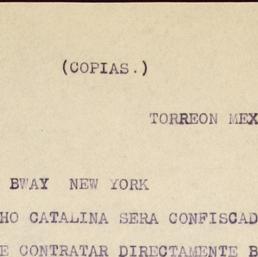 (COPIAS.)
TORREON MEX
BWAY NEW YORK
HO CATALINA SERA CONFISCAD
E CONTRATAR DIRECTAMENTE B